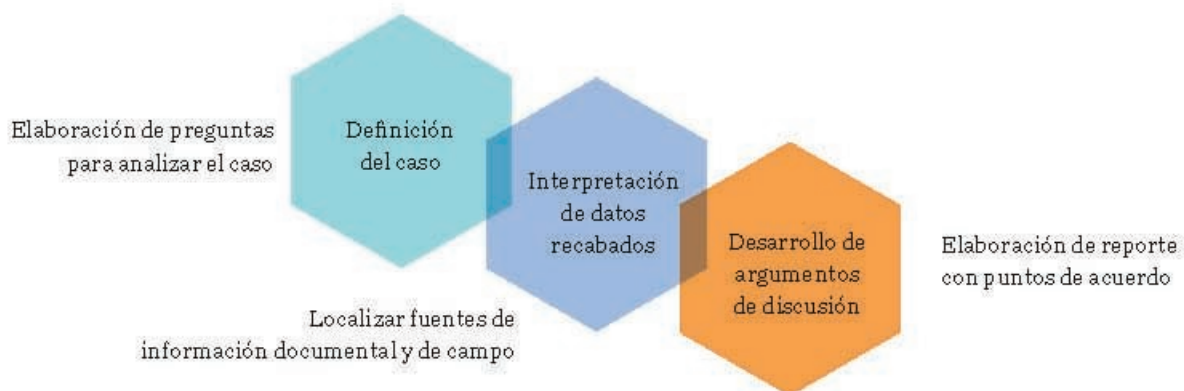 Elaboración de preguntas
para analizar el caso
Definición
del caso
Interpretación
de datos
recabados
Localizar fuentes de
información documental y de campo
Desarrollo de
argumentos
de discusión
Elaboración de reporte
con puntos de acuerdo